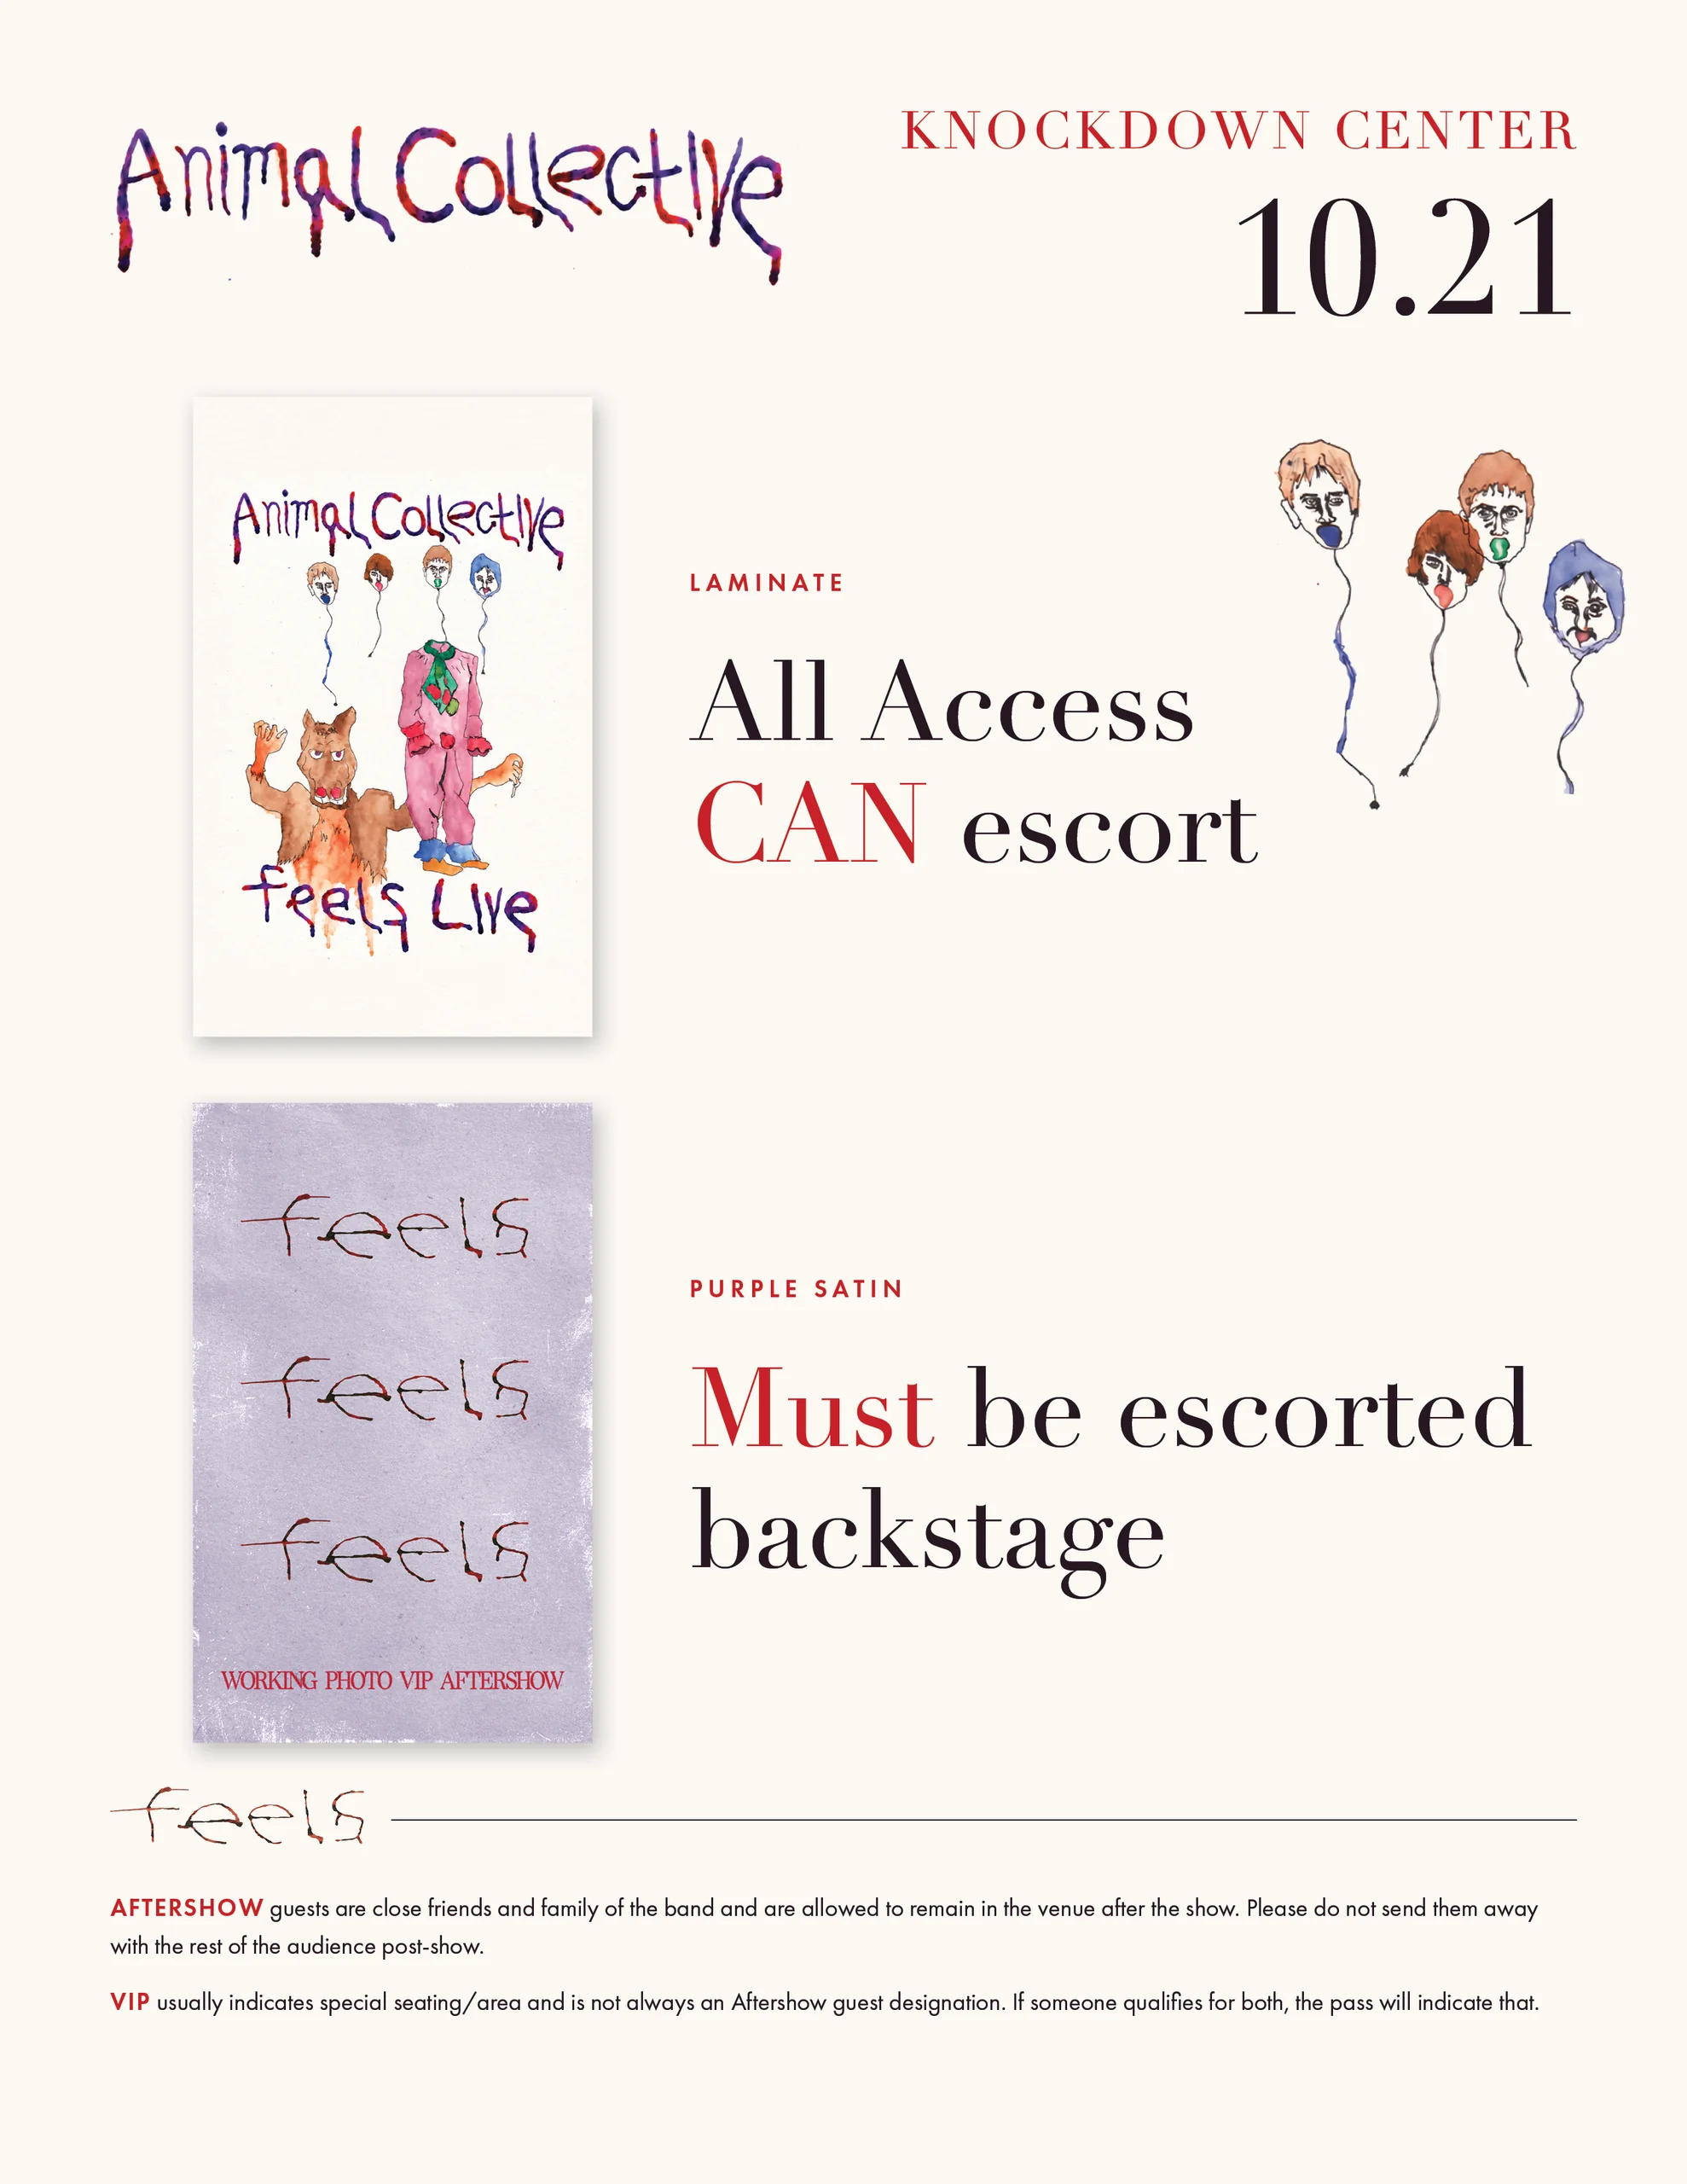 Animal Collective
KNOCKDOWN CENTER
10.21
Animal Collective
feels Live
LAMINATE
All Access
CAN escort
feels
feels
feels
WORKING PHOTO VIP AFTERSHOW
PURPLE SATIN
Must be escorted
backstage
feels
AFTERSHOW guests are close friends and family of the band and are allowed to remain in the venue after the show. Please do not send them away
with the rest of the audience post-show.
VIP usually indicates special seating/area and is not always an Aftershow guest designation. If someone qualifies for both, the pass will indicate that.